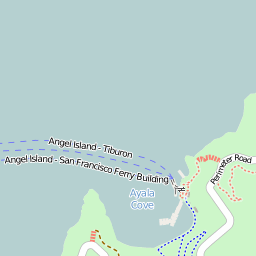 Angel Island - Tiburon
Angel Island - San Francisco Ferry Building
Perimeter Road
Ayala
Cove